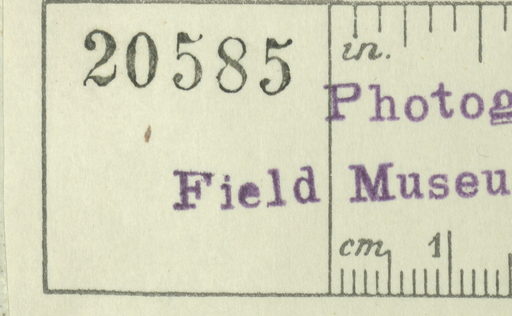 20585
in.
Photog
Field Museu
cm 1